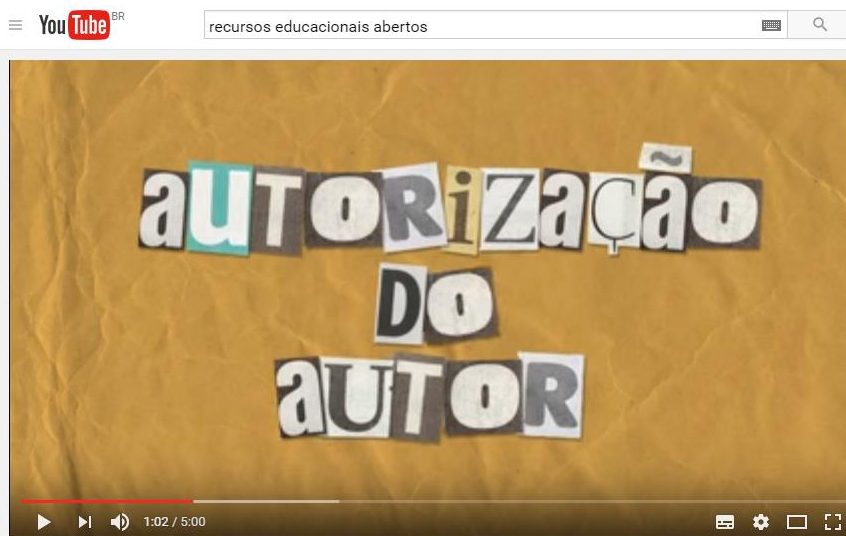 YouTube BR
recursos educacionais abertos
aUTORiZaÇão
DO
aUTOR
1:02 / 5:00